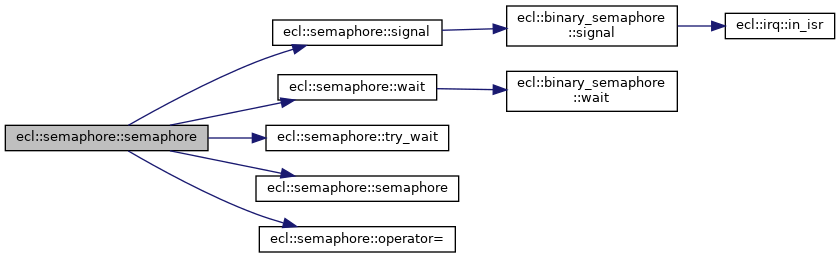 ecl::semaphore::semaphore
ecl::semaphore::signal
ecl::binary_semaphore
::signal
ecl::irq::in_isr
ecl::semaphore::wait
ecl::binary_semaphore
::wait
ecl::semaphore::try_wait
ecl::semaphore::semaphore
ecl::semaphore::operator=